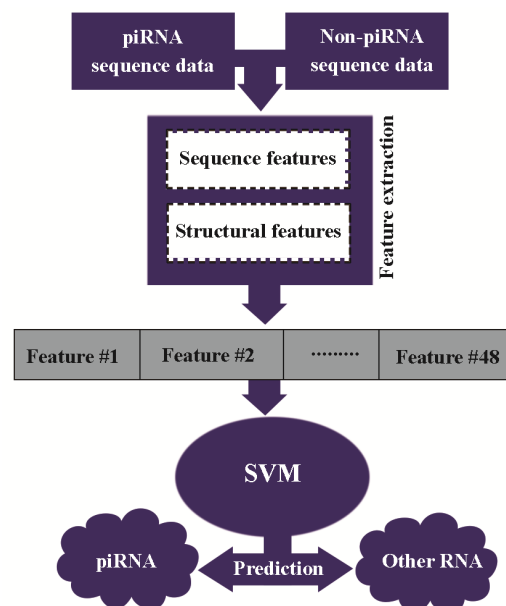 piRNA
sequence data
Non-piRNA
sequence data
Sequence features
Structural features
Feature extraction
Feature #1
Feature #2
.........
Feature #48
SVM
piRNA
Prediction
Other RNA